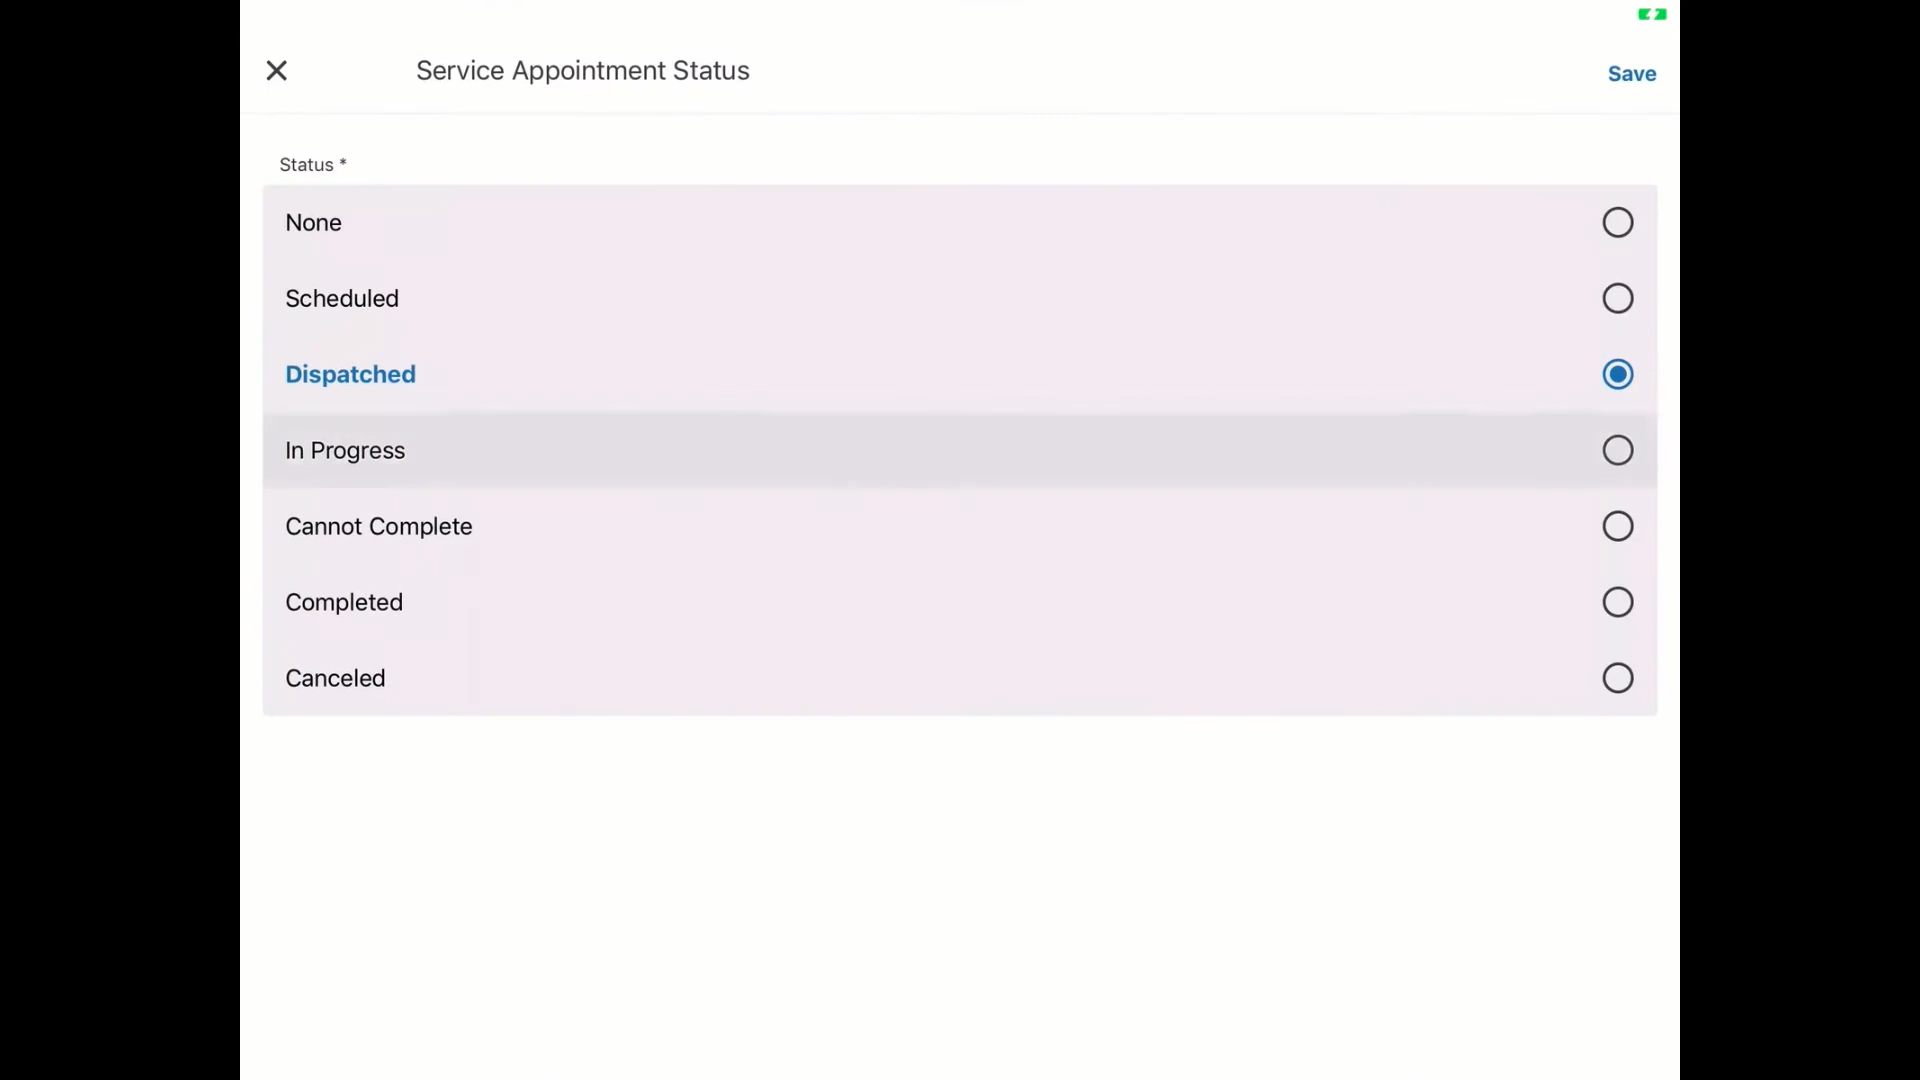 Service Appointment Status
Save
Status *
None
Scheduled
Dispatched
In Progress
Cannot Complete
Completed
Canceled